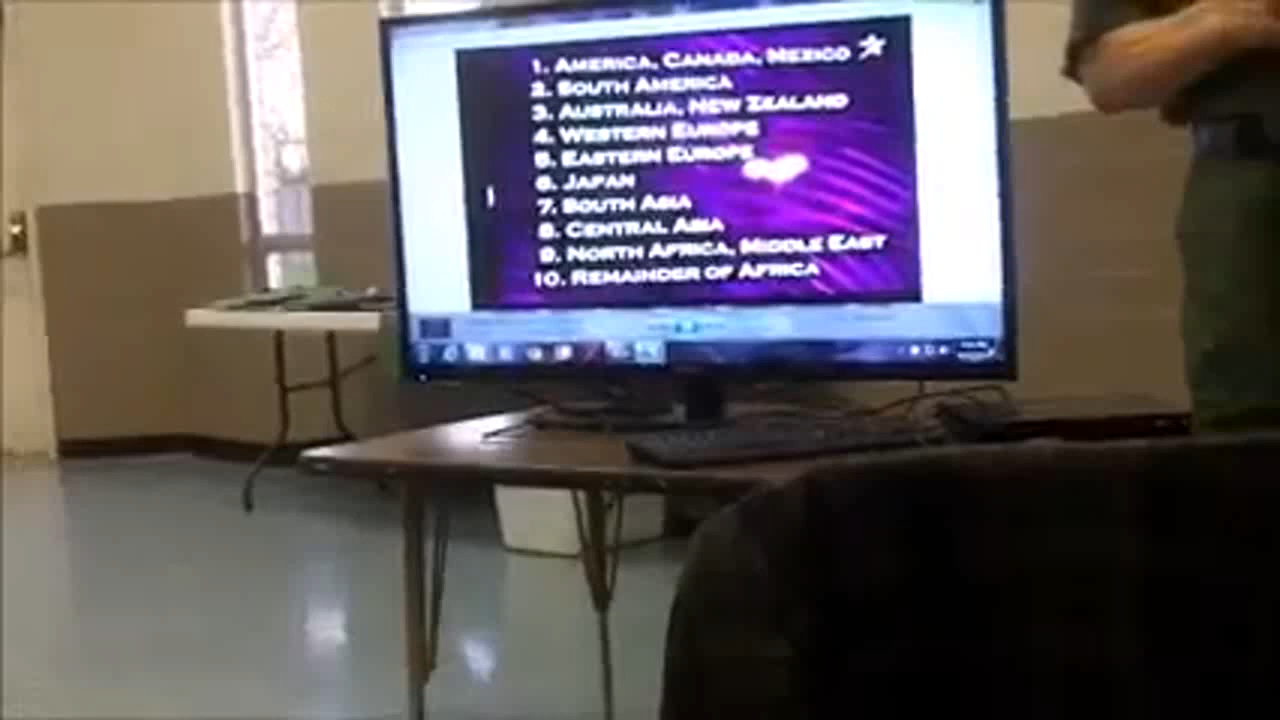 1. America, Canada, Mexico
2. South America
3. Australia, New Zealand
4. Western Europe
5. Eastern Europe
6. Japan
7. South Asia
8. Central Asia
9. North Africa, Middle East
10. Remainder of Africa